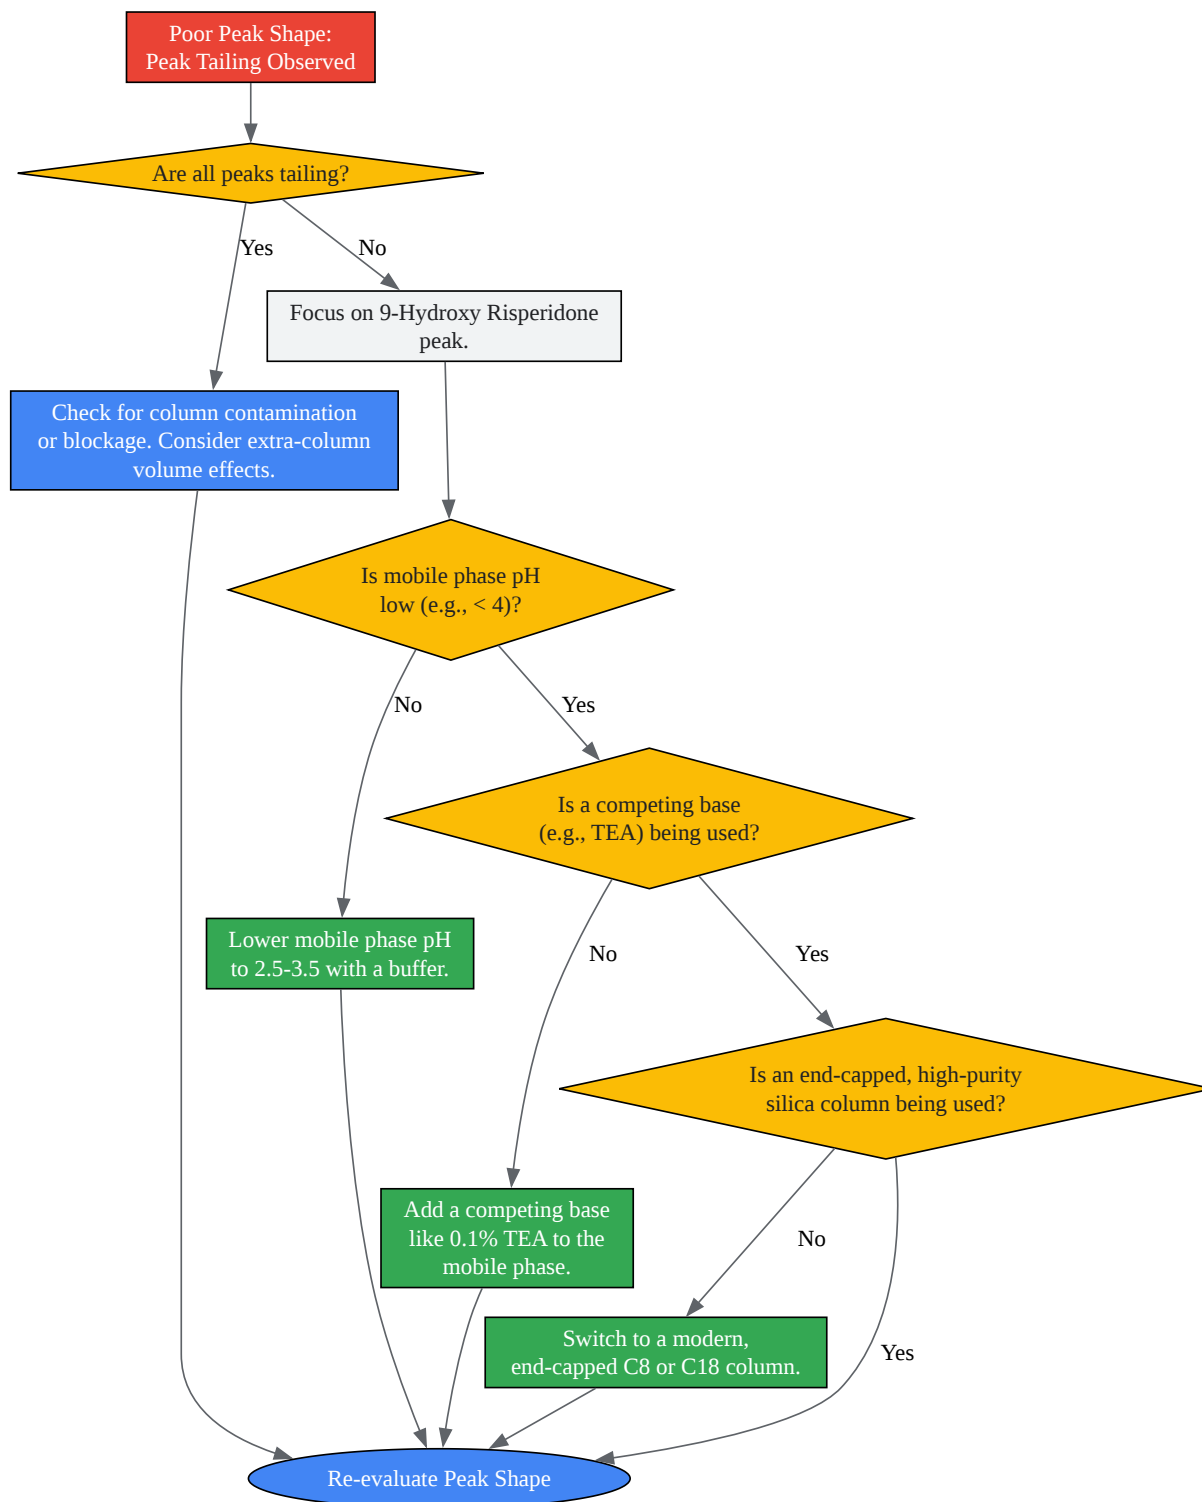 Poor Peak Shape:
Peak Tailing Observed
Are all peaks tailing?
Yes
No
Focus on 9-Hydroxy Risperidone
peak.
Check for column contamination
or blockage. Consider extra-column
volume effects.
Is mobile phase pH
low (e.g., < 4)?
No
Yes
Is a competing base
(e.g., TEA) being used?
Lower mobile phase pH
to 2.5-3.5 with a buffer.
No
Yes
Is an end-capped, high-purity
silica column being used?
Add a competing base
like 0.1% TEA to the
mobile phase.
No
Switch to a modern,
end-capped C8 or C18 column.
Yes
Re-evaluate Peak Shape